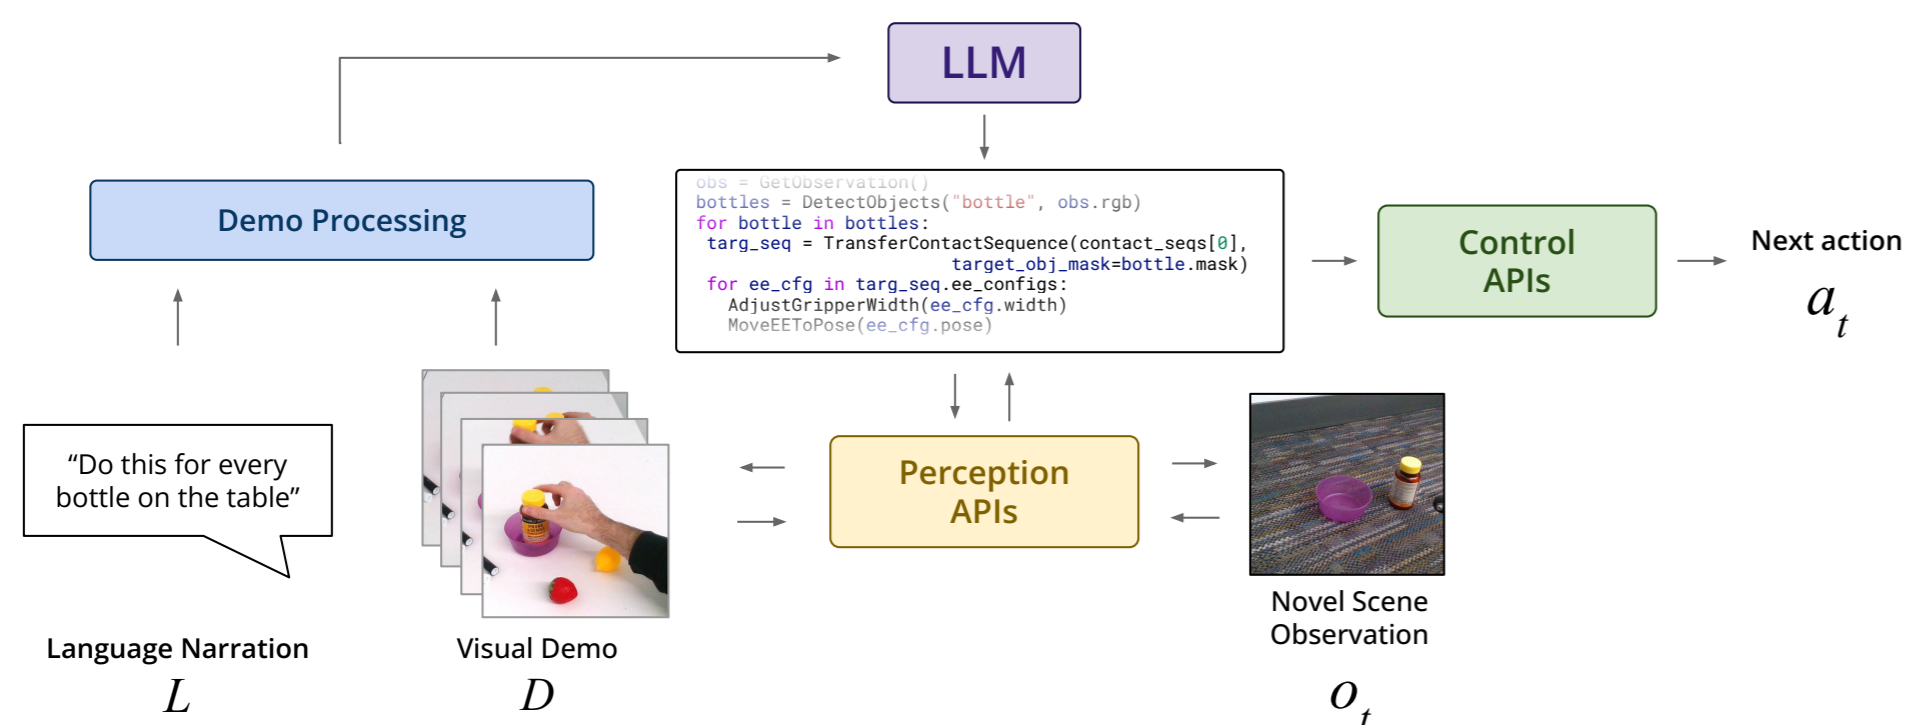 LLM
Demo Processing
obs = GetObservation()
bottles = DetectObjects("bottle", obs.rgb)
for bottle in bottles:
targ_seq = TransferContactSequence(contact_seqs[0],
target_obj_mask=bottle.mask)
for ee_cfg in targ_seq.ee_configs:
AdjustGripperWidth(ee_cfg.width)
MoveEEToPose(ee_cfg.pose)
Control
APIs
Next action
a_t
“Do this for every
bottle on the table”
Perception
APIs
Language Narration
L
Visual Demo
D
Novel Scene
Observation
o_t